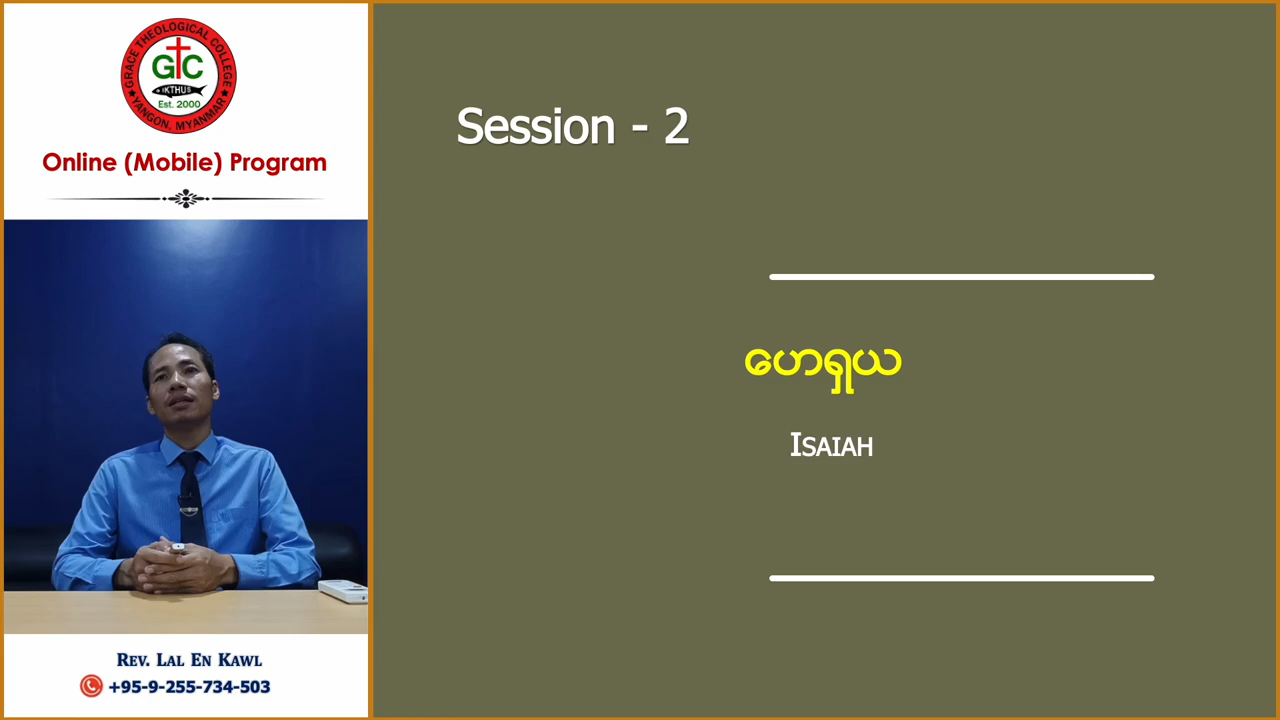 GRACE THEOLOGICAL COLLEGE
GTC
IKTHUS
Est. 2000
YANGON, MYANMAR
Online (Mobile) Program
REV. LAL EN KAWL
+95-9-255-734-503
Session - 2
ဟေရှယ
ISAIAH